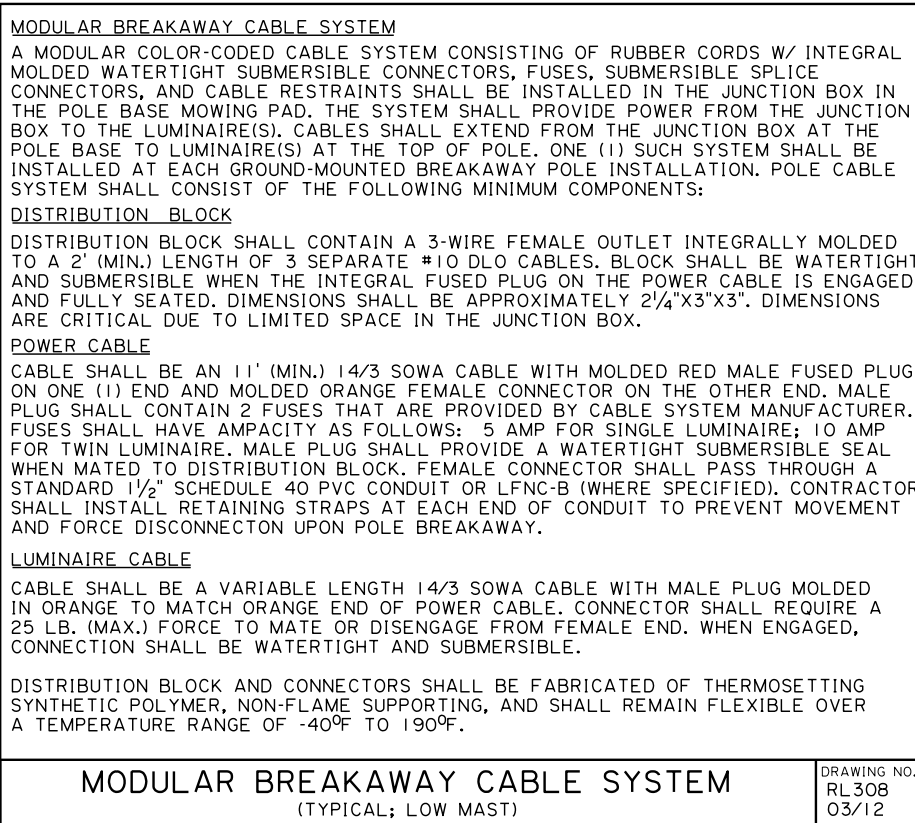 MODULAR BREAKAWAY CABLE SYSTEM
A MODULAR COLOR-CODED CABLE SYSTEM CONSISTING OF RUBBER CORDS W/ INTEGRAL
MOLDED WATERTIGHT SUBMERSIBLE CONNECTORS, FUSES, SUBMERSIBLE SPLICE
CONNECTORS, AND CABLE RESTRAINTS SHALL BE INSTALLED IN THE JUNCTION BOX IN
THE POLE BASE MOWING PAD. THE SYSTEM SHALL PROVIDE POWER FROM THE JUNCTION
BOX TO THE LUMINAIRE(S). CABLES SHALL EXTEND FROM THE JUNCTION BOX AT THE
POLE BASE TO LUMINAIRE(S) AT THE TOP OF POLE. ONE (1) SUCH SYSTEM SHALL BE
INSTALLED AT EACH GROUND-MOUNTED BREAKAWAY POLE INSTALLATION. POLE CABLE
SYSTEM SHALL CONSIST OF THE FOLLOWING MINIMUM COMPONENTS:
DISTRIBUTION BLOCK
DISTRIBUTION BLOCK SHALL CONTAIN A 3-WIRE FEMALE OUTLET INTEGRALLY MOLDED
TO A 2' (MIN.) LENGTH OF 3 SEPARATE #10 DLO CABLES. BLOCK SHALL BE WATERTIGHT
AND SUBMERSIBLE WHEN THE INTEGRAL FUSED PLUG ON THE POWER CABLE IS ENGAGED
AND FULLY SEATED. DIMENSIONS SHALL BE APPROXIMATELY 2¼"X3"X3". DIMENSIONS
ARE CRITICAL DUE TO LIMITED SPACE IN THE JUNCTION BOX.
POWER CABLE
CABLE SHALL BE AN 11' (MIN.) 14/3 SOWA CABLE WITH MOLDED RED MALE FUSED PLUG
ON ONE (1) END AND MOLDED ORANGE FEMALE CONNECTOR ON THE OTHER END. MALE
PLUG SHALL CONTAIN 2 FUSES THAT ARE PROVIDED BY CABLE SYSTEM MANUFACTURER.
FUSES SHALL HAVE AMPACITY AS FOLLOWS: 5 AMP FOR SINGLE LUMINAIRE; 10 AMP
FOR TWIN LUMINAIRE. MALE PLUG SHALL PROVIDE A WATERTIGHT SUBMERSIBLE SEAL
WHEN MATED TO DISTRIBUTION BLOCK. FEMALE CONNECTOR SHALL PASS THROUGH A
STANDARD 1½" SCHEDULE 40 PVC CONDUIT OR LFNC-B (WHERE SPECIFIED). CONTRACTOR
SHALL INSTALL RETAINING STRAPS AT EACH END OF CONDUIT TO PREVENT MOVEMENT
AND FORCE DISCONNECTON UPON POLE BREAKAWAY.
LUMINAIRE CABLE
CABLE SHALL BE A VARIABLE LENGTH 14/3 SOWA CABLE WITH MALE PLUG MOLDED
IN ORANGE TO MATCH ORANGE END OF POWER CABLE. CONNECTOR SHALL REQUIRE A
25 LB. (MAX.) FORCE TO MATE OR DISENGAGE FROM FEMALE END. WHEN ENGAGED,
CONNECTION SHALL BE WATERTIGHT AND SUBMERSIBLE.
DISTRIBUTION BLOCK AND CONNECTORS SHALL BE FABRICATED OF THERMOSETTING
SYNTHETIC POLYMER, NON-FLAME SUPPORTING, AND SHALL REMAIN FLEXIBLE OVER
A TEMPERATURE RANGE OF -40⁰F TO 190⁰F.
MODULAR BREAKAWAY CABLE SYSTEM
(TYPICAL; LOW MAST)
DRAWING NO.
RL308
03/12